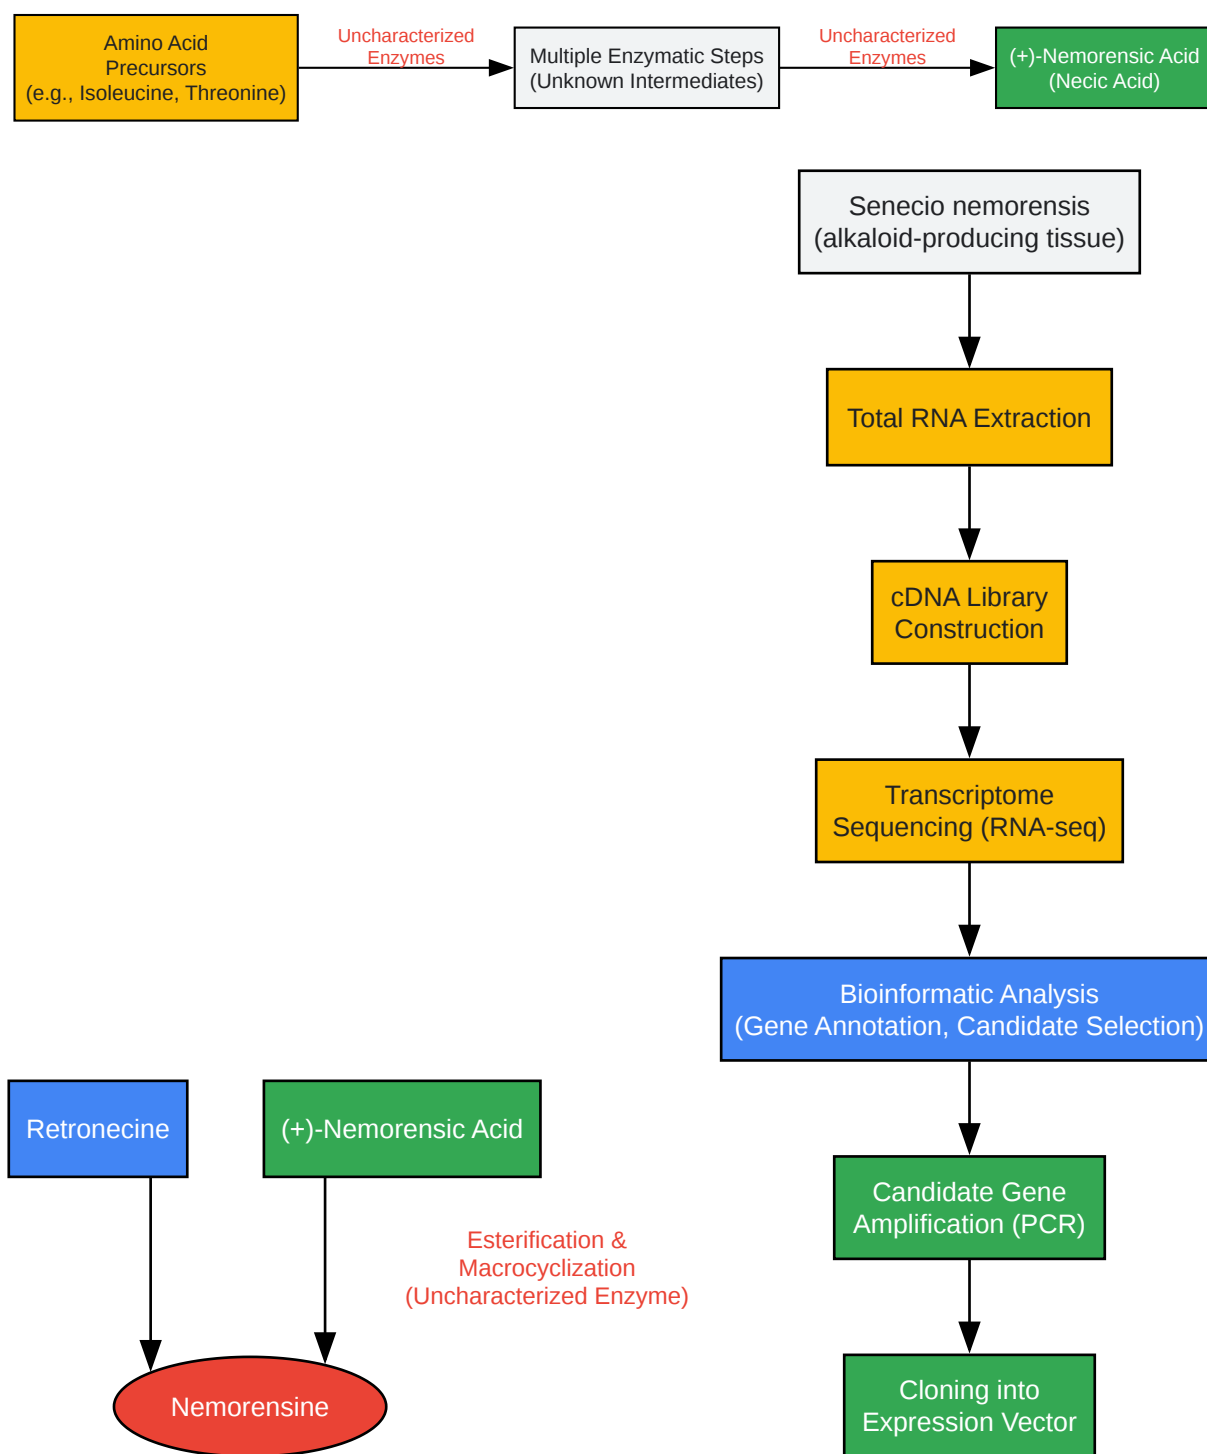 Amino Acid
Precursors
(e.g., Isoleucine, Threonine)
Uncharacterized
Enzymes
Multiple Enzymatic Steps
(Unknown Intermediates)
Uncharacterized
Enzymes
(+)-Nemorensic Acid
(Necic Acid)
Senecio nemorensis
(alkaloid-producing tissue)
Total RNA Extraction
cDNA Library
Construction
Transcriptome
Sequencing (RNA-seq)
Bioinformatic Analysis
(Gene Annotation, Candidate Selection)
Retronecine
(+)-Nemorensic Acid
Esterification &
Macrocyclization
(Uncharacterized Enzyme)
Nemorensine
Candidate Gene
Amplification (PCR)
Cloning into
Expression Vector